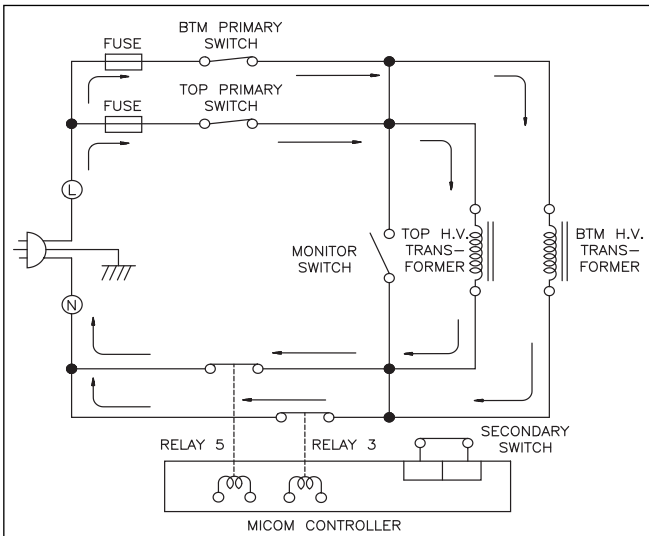 BTM PRIMARY
SWITCH
FUSE
TOP PRIMARY
SWITCH
FUSE
L
MONITOR
SWITCH
TOP H.V.
TRANS-
FORMER
BTM H.V.
TRANS-
FORMER
N
RELAY 5
RELAY 3
SECONDARY
SWITCH
MICOM CONTROLLER